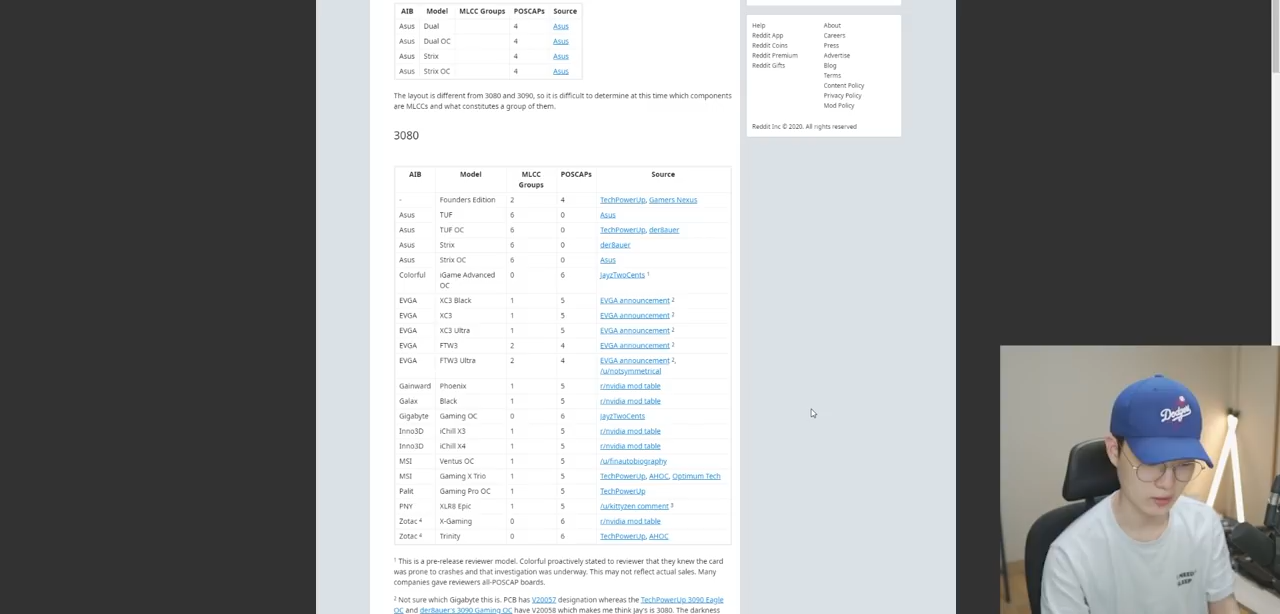 AIB Model MLCC Groups POSCAPs Source
Asus Dual 4 Asus
Asus Dual OC 4 Asus
Asus Strix 4 Asus
Asus Strix OC 4 Asus
The layout is different from 3080 and 3090, so it is difficult to determine at this time which components
are MLCCs and what constitutes a group of them.
3080
AIB Model MLCC Groups POSCAPs Source
- Founders Edition 2 4 TechPowerUp, Gamers Nexus
Asus TUF 6 0 Asus
Asus TUF OC 6 0 TechPowerUp, der8auer
Asus Strix 6 0 der8auer
Asus Strix OC 6 0 Asus
Colorful iGame Advanced OC 0 6 JayzTwoCents 1
EVGA XC3 Black 1 5 EVGA announcement 2
EVGA XC3 1 5 EVGA announcement 2
EVGA XC3 Ultra 1 5 EVGA announcement 2
EVGA FTW3 2 4 EVGA announcement 2
EVGA FTW3 Ultra 2 4 EVGA announcement 2, /u/notsymmetrical
Gainward Phoenix 1 5 r/nvidia mod table
Galax Black 1 5 r/nvidia mod table
Gigabyte Gaming OC 0 6 JayzTwoCents
Inno3D iChill X3 1 5 r/nvidia mod table
Inno3D iChill X4 1 5 r/nvidia mod table
MSI Ventus OC 1 5 /u/finautobiography
MSI Gaming X Trio 1 5 TechPowerUp, AHOC, Optimum Tech
Palit Gaming Pro OC 1 5 TechPowerUp
PNY XLR8 Epic 1 5 /u/kittyzen comment 3
Zotac 4 X-Gaming 0 6 r/nvidia mod table
Zotac 4 Trinity 0 6 TechPowerUp, AHOC
1 This is a pre-release reviewer model. Colorful proactively stated to reviewer that they knew the card
was prone to crashes and that investigation was underway. This may not reflect actual sales. Many
companies gave reviewers all-POSCAP boards.
2 Not sure which Gigabyte this is. PCB has V20057 designation whereas the TechPowerUp 3090 Eagle
OC and der8auer's 3090 Gaming OC have V20058 which makes me think Jay's is 3080. The darkness
Help About
Reddit App Careers
Reddit Coins Press
Reddit Premium Advertise
Reddit Gifts Blog
Terms
Content Policy
Privacy Policy
Mod Policy
Reddit Inc © 2020. All rights reserved
Dodgers